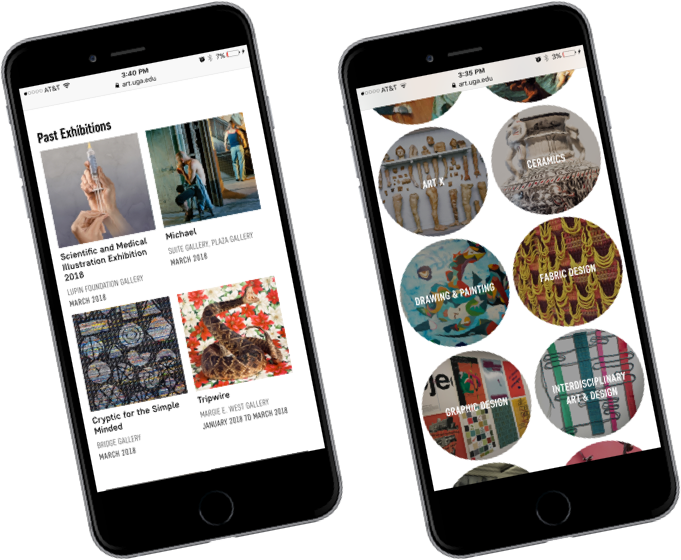 AT&T
3:40 PM
art.uga.edu
7%
Past Exhibitions
Scientific and Medical
Illustration Exhibition
2018
LUPIN FOUNDATION GALLERY
MARCH 2018
Michael
SUITE GALLERY, PLAZA GALLERY
MARCH 2018
Cryptic for the Simple
Minded
BRIDGE GALLERY
MARCH 2018
Tripwire
MARGIE E. WEST GALLERY
JANUARY 2018 TO MARCH 2018
AT&T
3:35 PM
art.uga.edu
3%
ART X
CERAMICS
DRAWING & PAINTING
FABRIC DESIGN
GRAPHIC DESIGN
INTERDISCIPLINARY
ART & DESIGN